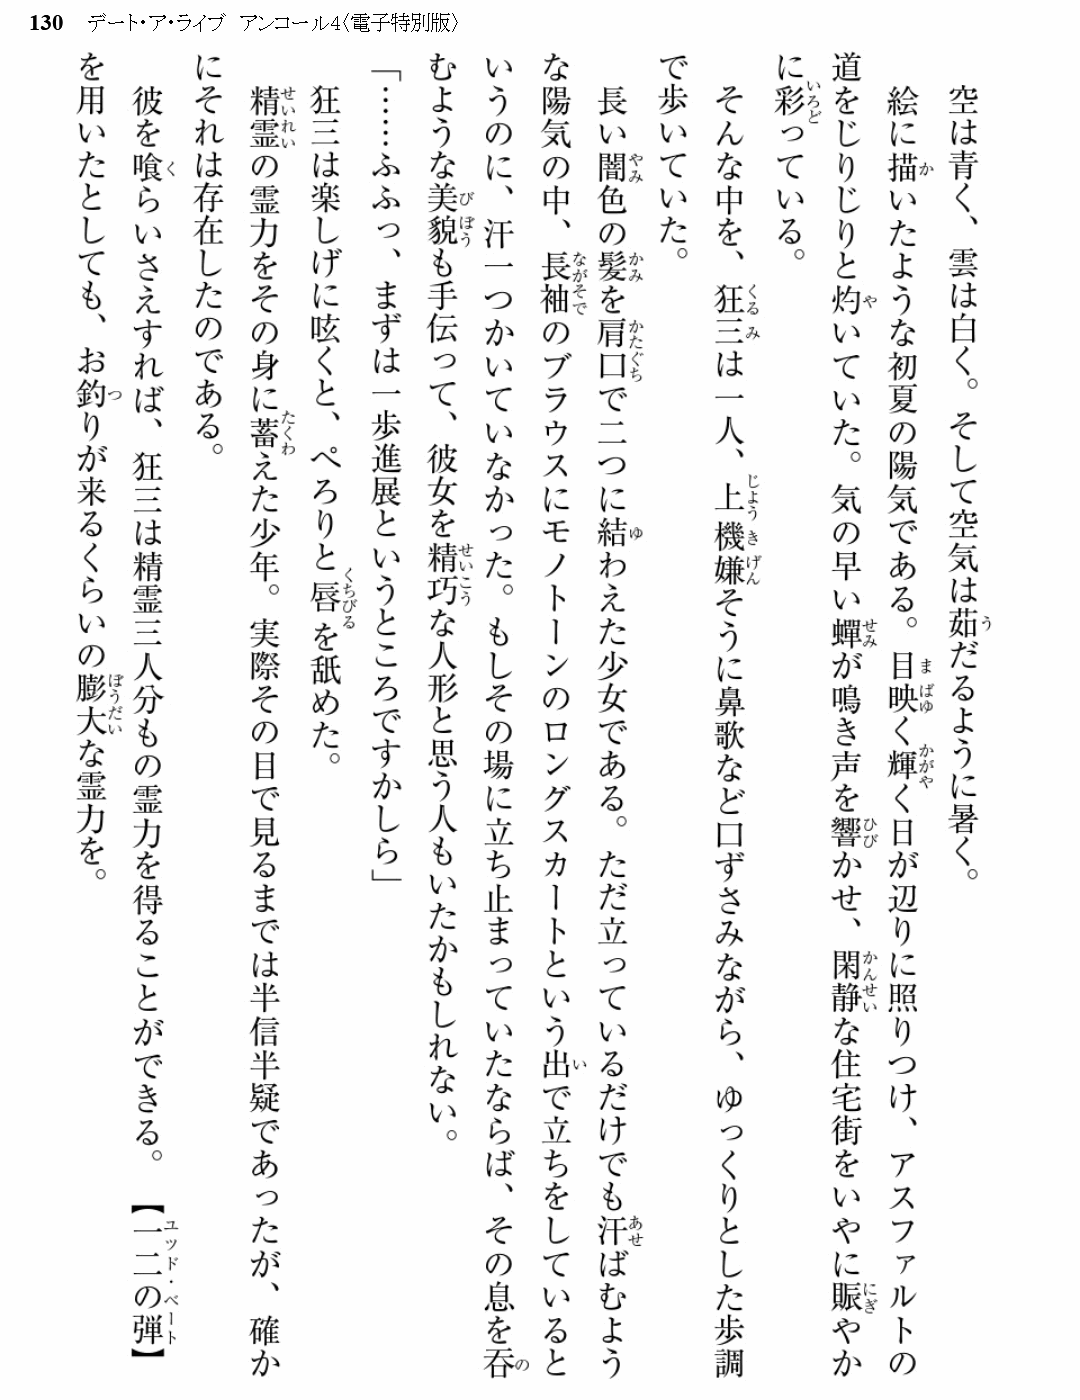 130 デート・ア・ライブ アンコール4〈電子特別版〉
空は青く、雲は白く。そして空気は茹だるように暑く。
絵に描いたような初夏の陽気である。目映く輝く日が辺りに照りつけ、アスファルトの
道をじりじりと灼いていた。気の早い蟬が鳴き声を響かせ、閑静な住宅街をいやに賑やか
に彩っている。
そんな中を、狂三は一人、上機嫌そうに鼻歌など口ずさみながら、ゆっくりとした歩調
で歩いていた。
長い闇色の髪を肩口で二つに結わえた少女である。ただ立っているだけでも汗ばむよう
な陽気の中、長袖のブラウスにモノトーンのロングスカートという出で立ちをしていると
いうのに、汗一つかいていなかった。もしその場に立ち止まっていたならば、その息を呑
むような美貌も手伝って、彼女を精巧な人形と思う人もいたかもしれない。
「……ふふっ、まずは一歩進展というところですかしら」
狂三は楽しげに呟くと、ぺろりと唇を舐めた。
精霊の霊力をその身に蓄えた少年。実際その目で見るまでは半信半疑であったが、確か
にそれは存在したのである。
彼を喰らいさえすれば、狂三は精霊三人分もの霊力を得ることができる。【一二の弾】
を用いたとしても、お釣りが来るくらいの膨大な霊力を。